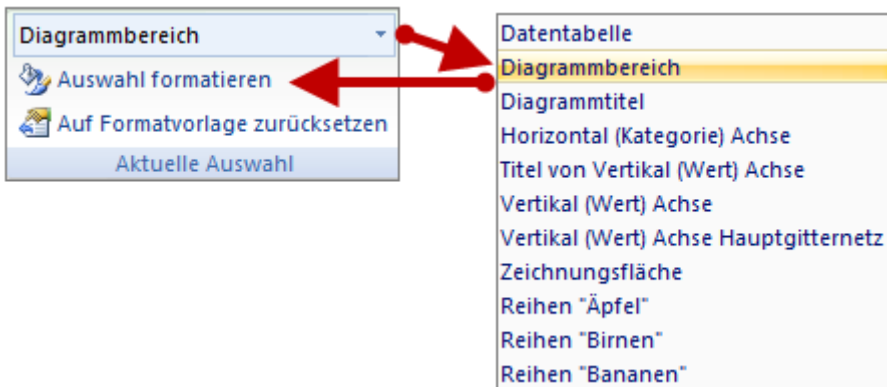 Diagrammbereich
Auswahl formatieren
Auf Formatvorlage zurücksetzen
Aktuelle Auswahl
Datentabelle
Diagrammbereich
Diagrammtitel
Horizontal (Kategorie) Achse
Titel von Vertikal (Wert) Achse
Vertikal (Wert) Achse
Vertikal (Wert) Achse Hauptgitternetz
Zeichnungsfläche
Reihen "Äpfel"
Reihen "Birnen"
Reihen "Bananen"